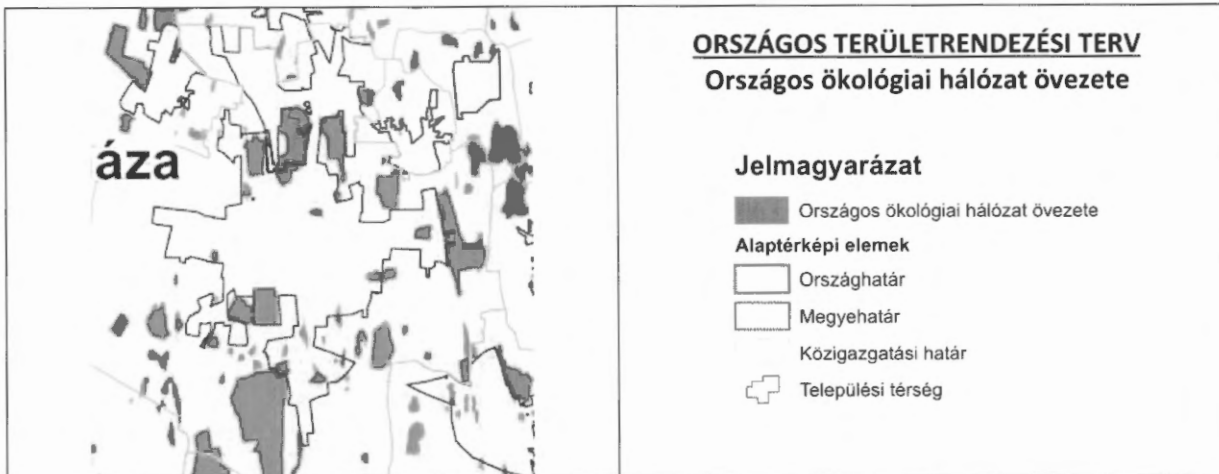 áza
ORSZÁGOS TERÜLETRENDEZÉSI TERV
Országos ökológiai hálózat övezete
Jelmagyarázat
Országos ökológiai hálózat övezete
Alaptérképi elemek
Országhatár
Megyehatár
Közigazgatási határ
Települési térség